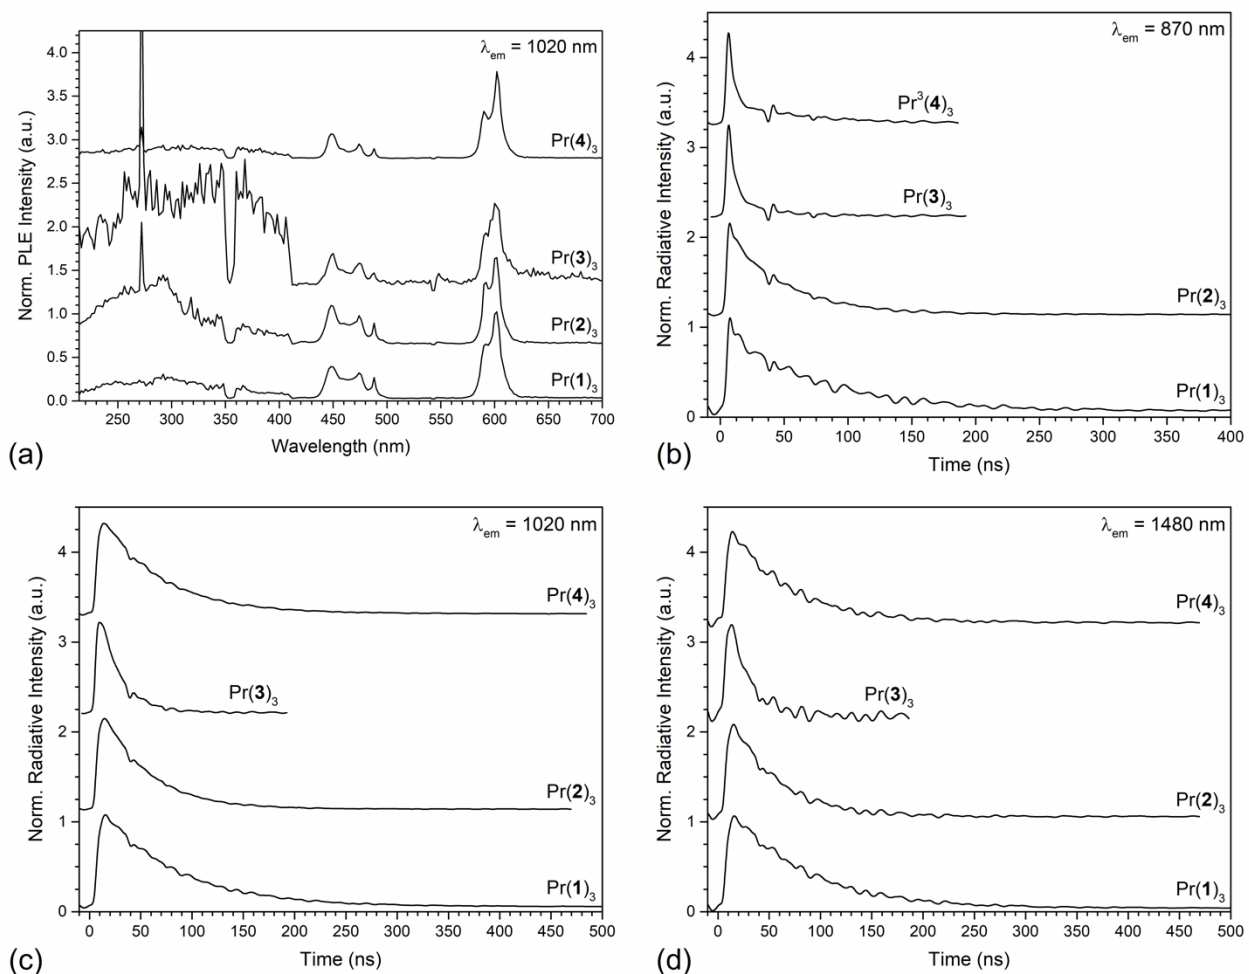 4.0
3.5
3.0
2.5
2.0
1.5
1.0
0.5
0.0
Norm. PLE Intensity (a.u.)
λem = 1020 nm
Pr(4)3
Pr(3)3
Pr(2)3
Pr(1)3
250 300 350 400 450 500 550 600 650 700
Wavelength (nm)
(a)
4
3
2
1
0
Norm. Radiative Intensity (a.u.)
λem = 870 nm
Pr³(4)3
Pr(3)3
Pr(2)3
Pr(1)3
0 50 100 150 200 250 300 350 400
Time (ns)
(b)
4
3
2
1
0
Norm. Radiative Intensity (a.u.)
λem = 1020 nm
Pr(4)3
Pr(3)3
Pr(2)3
Pr(1)3
0 50 100 150 200 250 300 350 400 450 500
Time (ns)
(c)
4
3
2
1
0
Norm. Radiative Intensity (a.u.)
λem = 1480 nm
Pr(4)3
Pr(3)3
Pr(2)3
Pr(1)3
0 50 100 150 200 250 300 350 400 450 500
Time (ns)
(d)